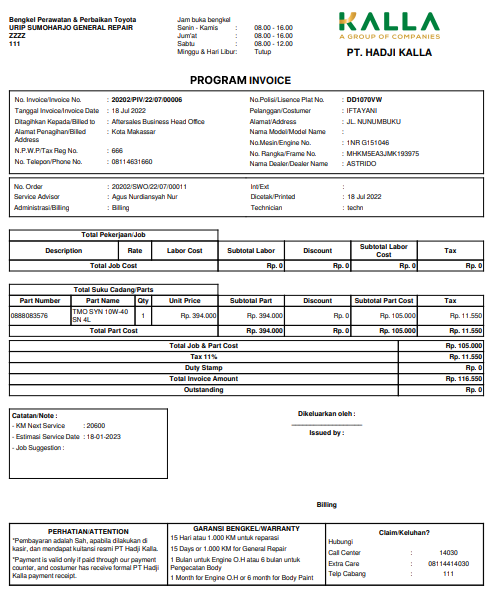 Bengkel Perawatan & Perbaikan Toyota
URIP SUMOHARJO GENERAL REPAIR
ZZZZ
111
Jam buka bengkel
Senin - Kamis : 08.00 - 16.00
Jum'at : 08.00 - 16.00
Sabtu : 08.00 - 12.00
Minggu & Hari Libur: Tutup
KALLA
A GROUP OF COMPANIES
PT. HADJI KALLA
PROGRAM INVOICE
No. Invoice/Invoice No. : 20202/PIV/22/07/00006
Tanggal Invoice/Invoice Date : 18 Jul 2022
Ditagihkan Kepada/Billed to : Aftersales Business Head Office
Alamat Penagihan/Billed Address : Kota Makassar
N.P.W.P/Tax Reg No. : 666
No. Telepon/Phone No. : 08114631660
No.Polisi/Lisence Plat No. : DD1070VW
Pelanggan/Costumer : IFTAYANI
Alamat/Address : JL. NUNUMBUKU
Nama Model/Model Name :
No.Mesin/Engine No. : 1NR G151046
No. Rangka/Frame No. : MHKM5EA3JMK193975
Nama Dealer/Dealer Name : ASTRIDO
No. Order : 20202/SWO/22/07/00011
Service Advisor : Agus Nurdiansyah Nur
Administrasi/Billing : Billing
Int/Ext :
Dicetak/Printed : 18 Jul 2022
Technician : techn
Total Pekerjaan/Job
Description Rate Labor Cost Subtotal Labor Discount Subtotal Labor Cost Tax
Total Job Cost Rp. 0 Rp. 0 Rp. 0 Rp. 0
Total Suku Cadang/Parts
Part Number Part Name Qty Unit Price Subtotal Part Discount Subtotal Part Cost Tax
0888083576 TMO SYN 10W-40 SN 4L 1 Rp. 394.000 Rp. 394.000 Rp. 0 Rp. 105.000 Rp. 11.550
Total Part Cost Rp. 394.000 Rp. 0 Rp. 105.000 Rp. 11.550
Total Job & Part Cost Rp. 105.000
Tax 11% Rp. 11.550
Duty Stamp Rp. 0
Total Invoice Amount Rp. 116.550
Outstanding Rp. 0
Catatan/Note :
- KM Next Service : 20600
- Estimasi Service Date : 18-01-2023
- Job Suggestion :
Dikeluarkan oleh :
Issued by :
Billing
PERHATIAN/ATTENTION
*Pembayaran adalah Sah, apabila dilakukan di
kasir, dan mendapat kuitansi resmi PT Hadji Kalla.
*Payment is valid only if paid through our payment
counter, and costumer has receive formal PT Hadji
Kalla payment receipt.
GARANSI BENGKEL/WARRANTY
15 Hari atau 1.000 KM untuk reparasi
15 Days or 1.000 KM for General Repair
1 Bulan untuk Engine O.H atau 6 bulan untuk
Pengecatan Body
1 Month for Engine O.H or 6 month for Body Paint
Claim/Keluhan?
Hubungi
Call Center : 14030
Extra Care : 08114414030
Telp Cabang : 111